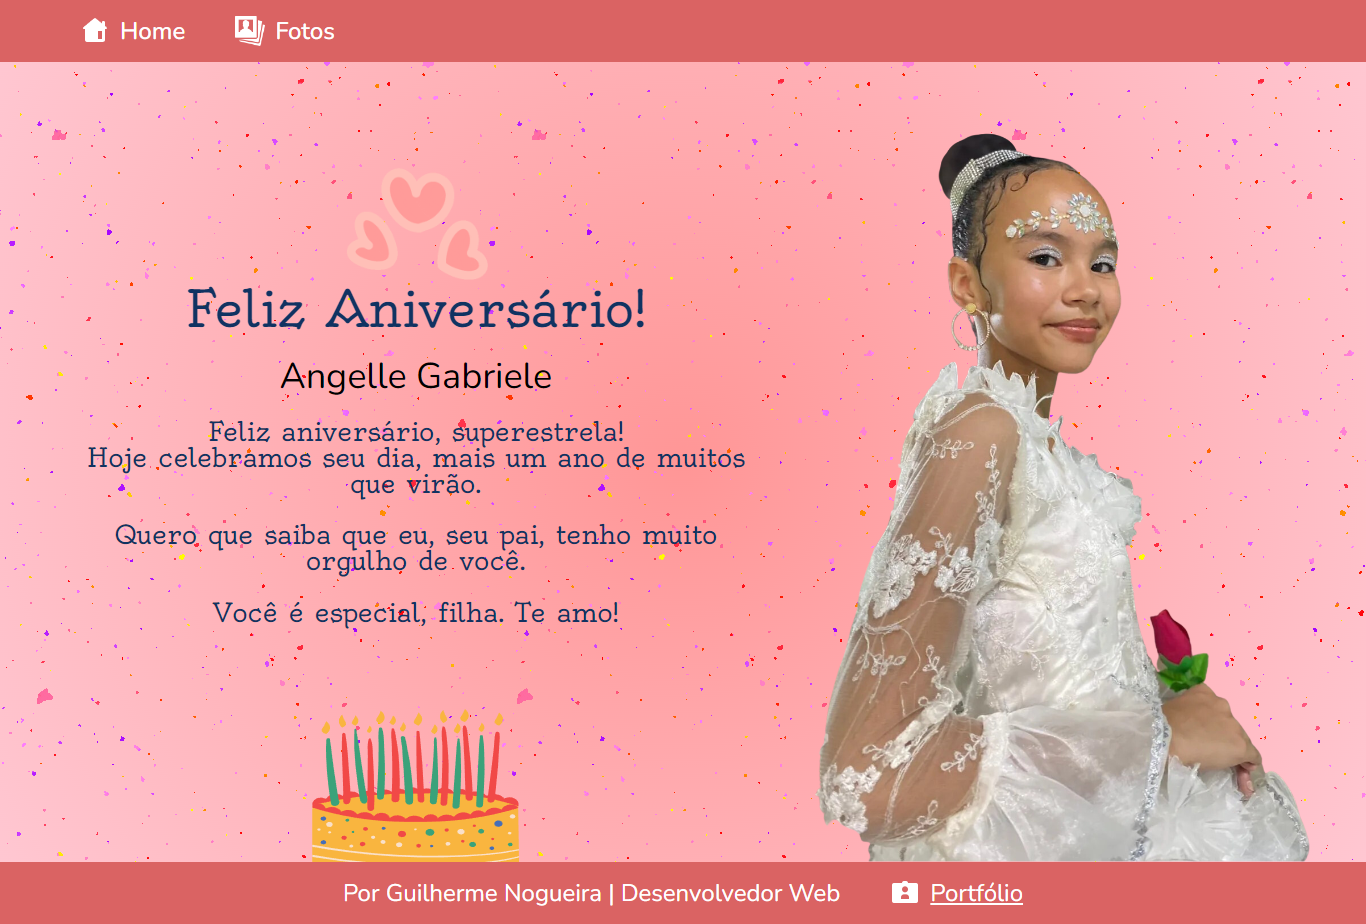 Home Fotos
Feliz Aniversário!
Angelle Gabriele
Feliz aniversário, superestrela!
Hoje celebramos seu dia, mais um ano de muitos
que virão.
Quero que saiba que eu, seu pai, tenho muito
orgulho de você.
Você é especial, filha. Te amo!
Por Guilherme Nogueira | Desenvolvedor Web Portfólio